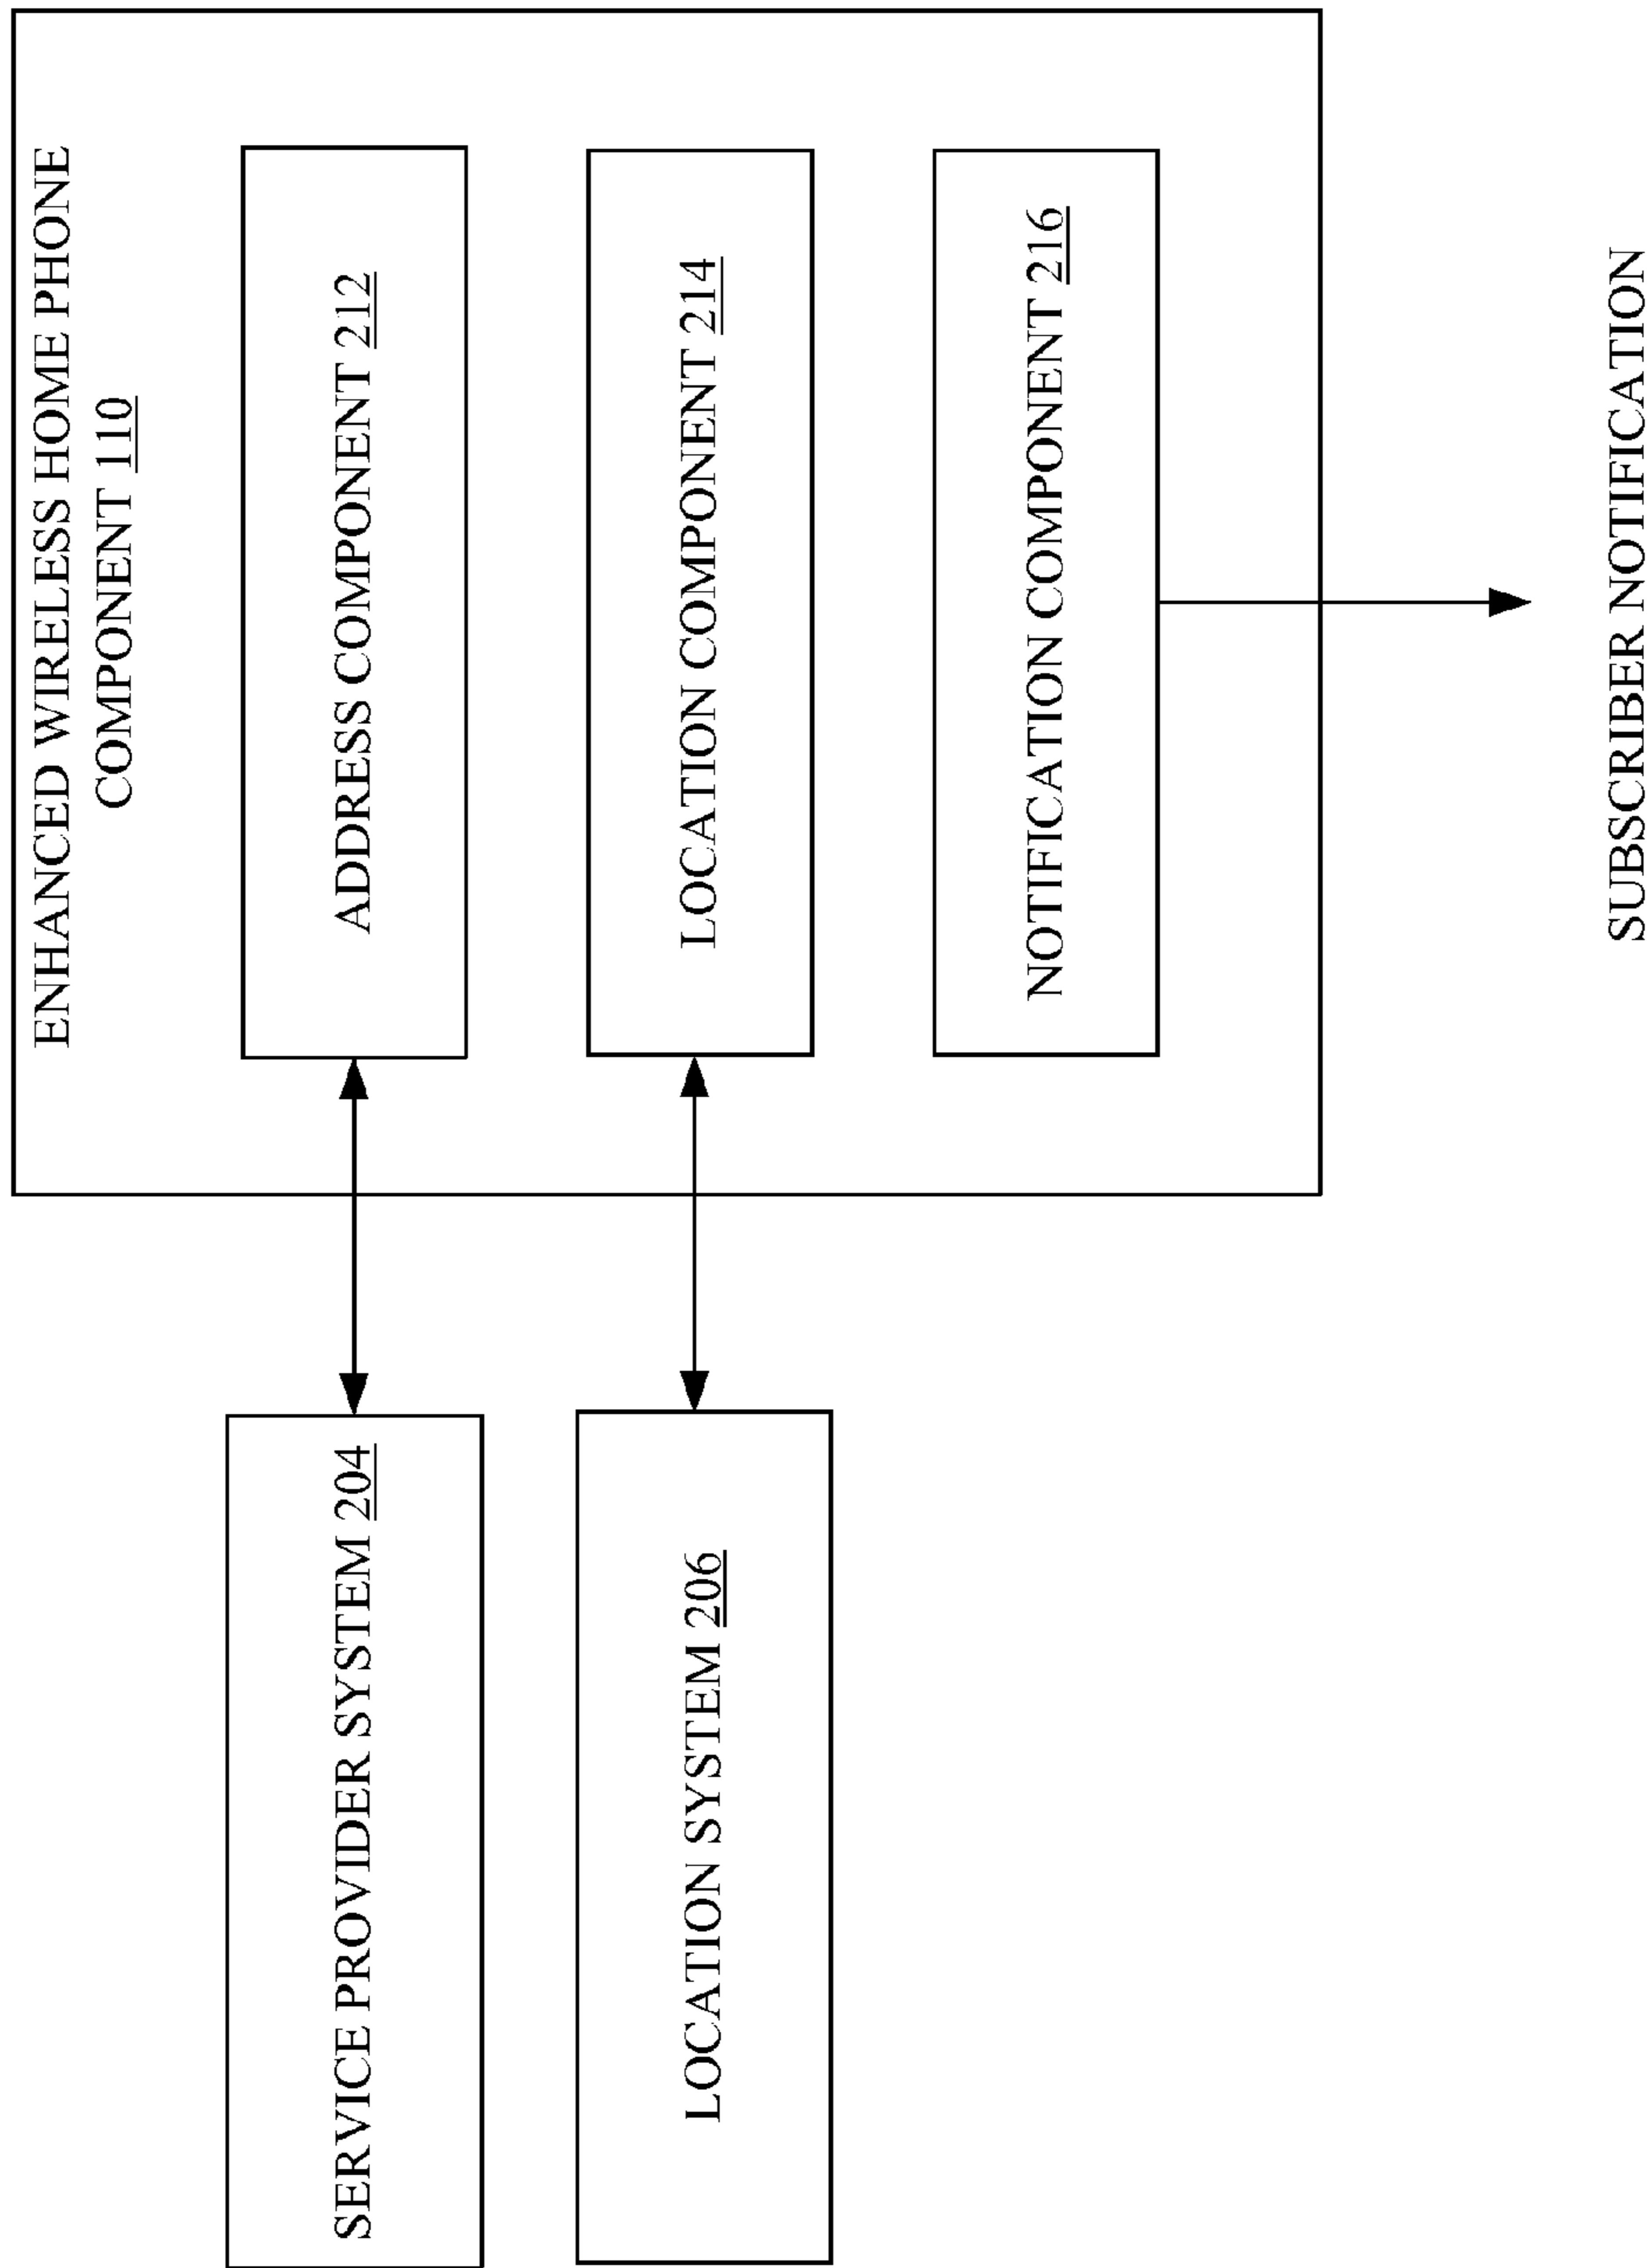 ENHANCED WIRELESS HOME PHONE
COMPONENT 110
SERVICE PROVIDER SYSTEM 204
ADDRESS COMPONENT 212
LOCATION SYSTEM 206
LOCATION COMPONENT 214
NOTIFICATION COMPONENT 216
SUBSCRIBER NOTIFICATION